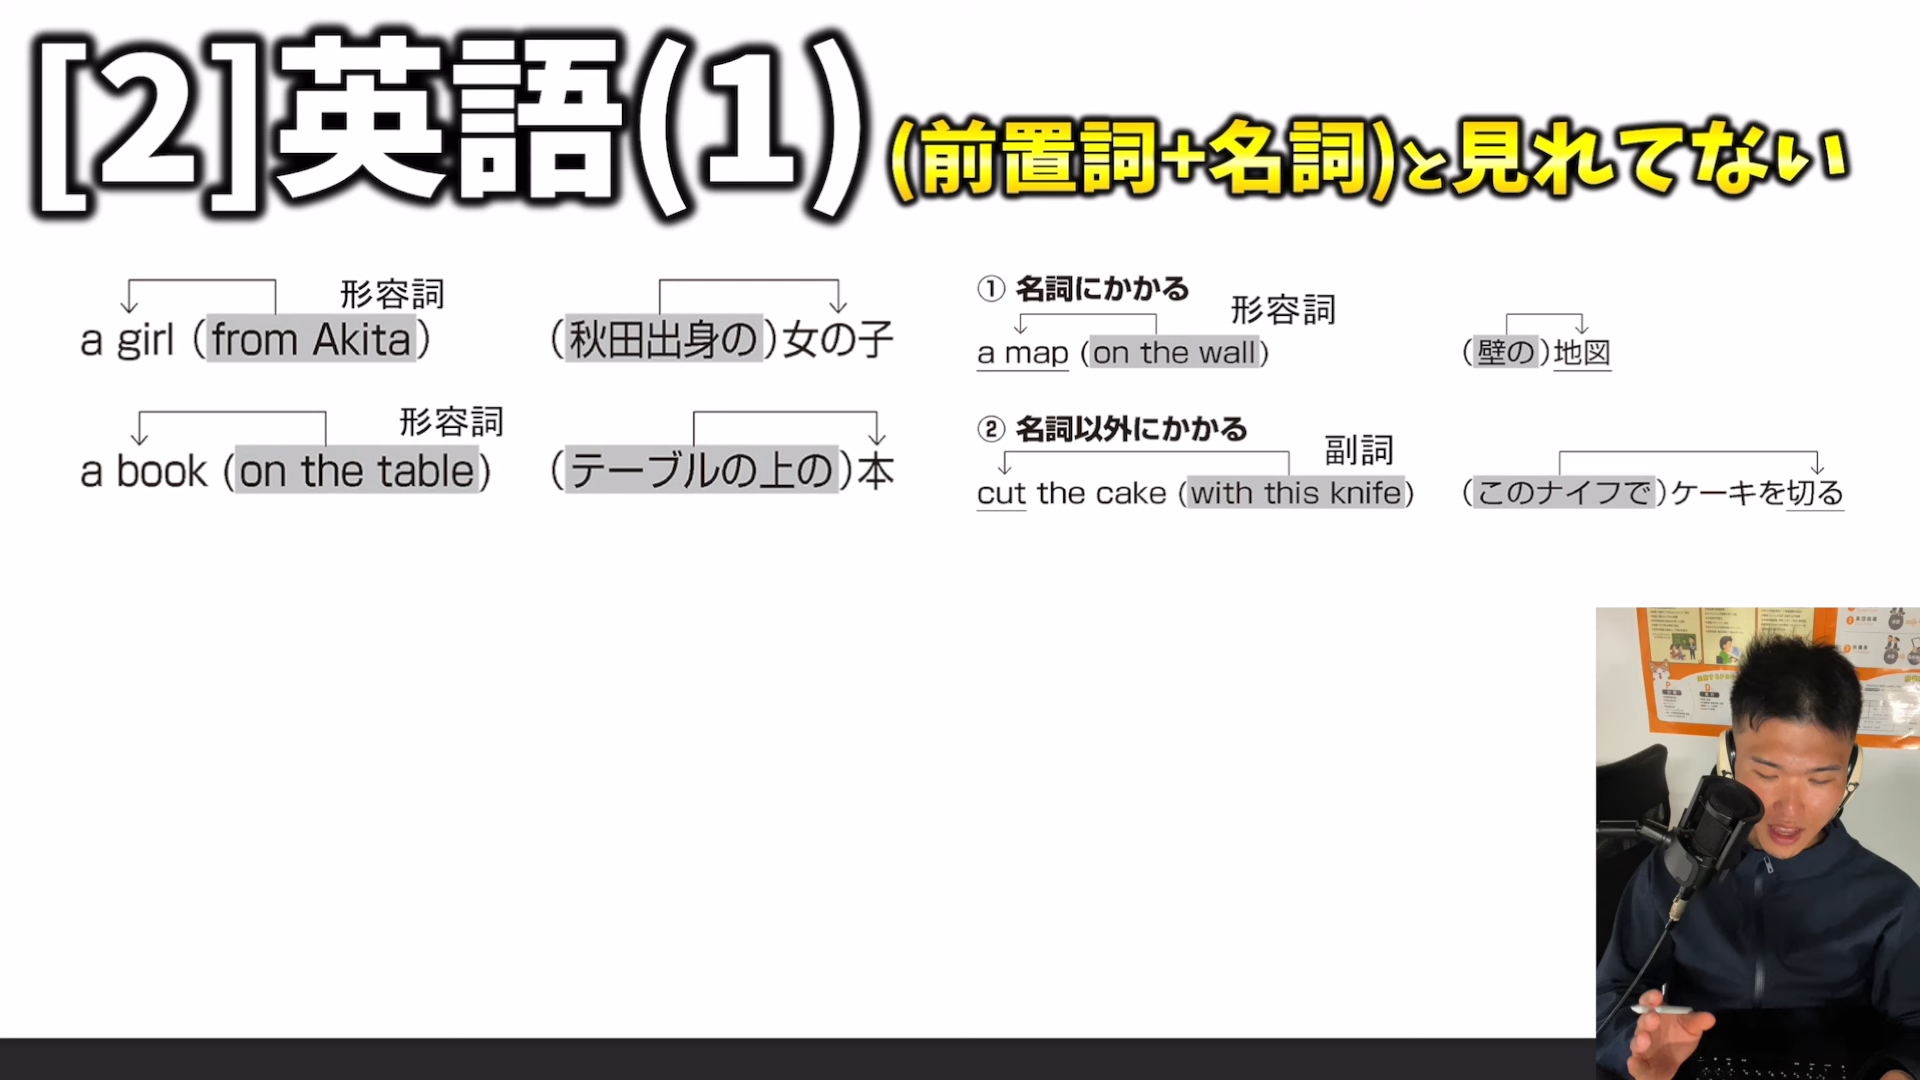 [2]英語(1)(前置詞+名詞)と見れてない
形容詞
a girl (from Akita) (秋田出身の)女の子
形容詞
a book (on the table) (テーブルの上の)本
① 名詞にかかる
形容詞
a map (on the wall) (壁の)地図
② 名詞以外にかかる
副詞
cut the cake (with this knife) (このナイフで)ケーキを切る